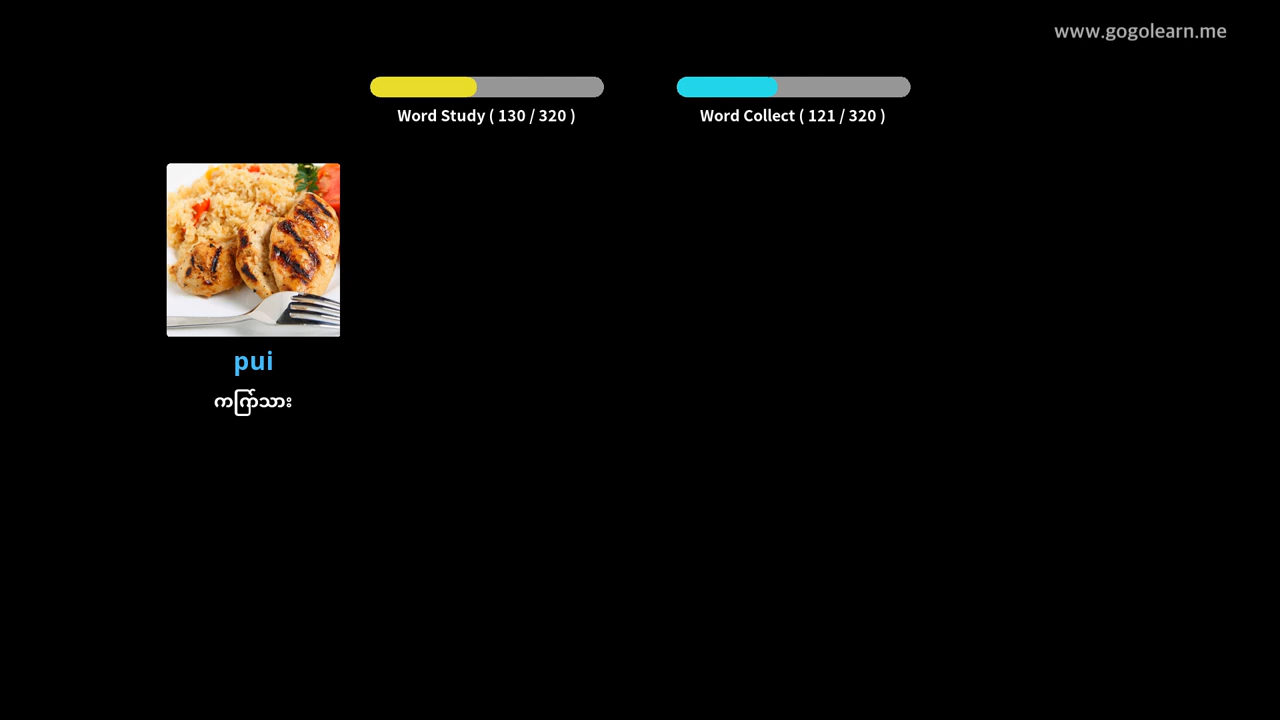 www.gogolearn.me
Word Study ( 130 / 320 )
Word Collect ( 121 / 320 )
pui
ကကြ်သား